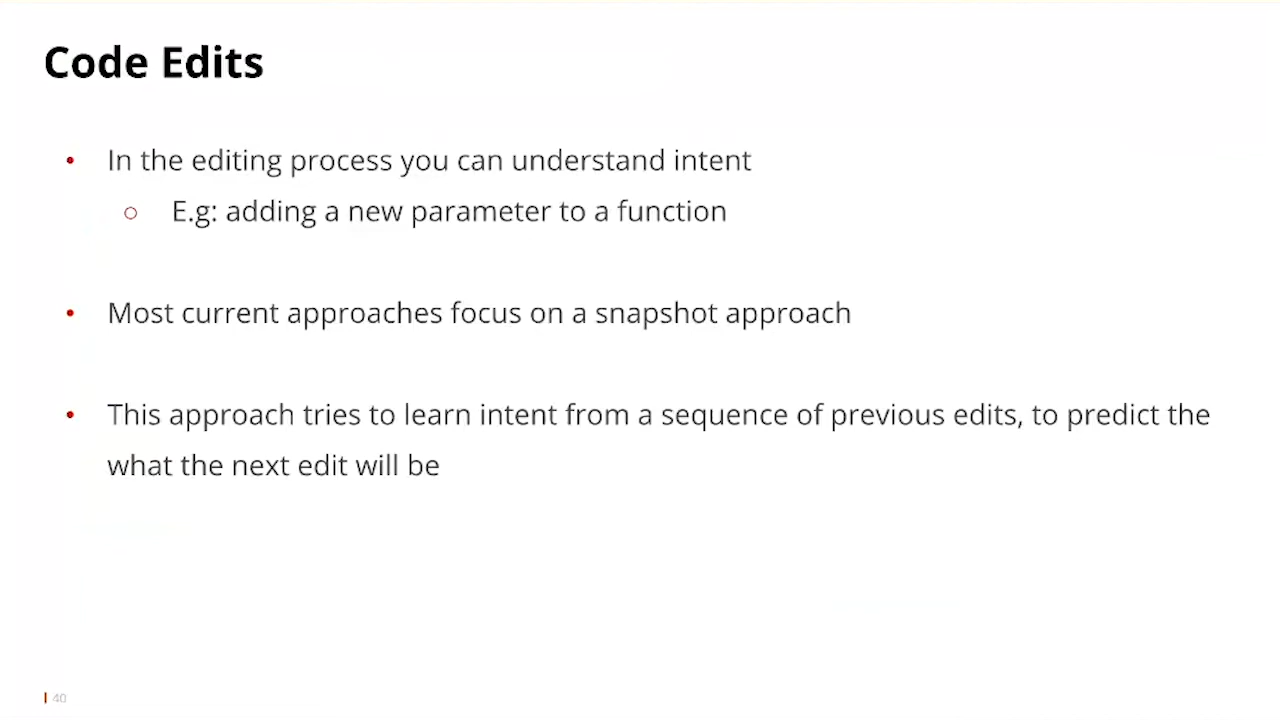 Code Edits
• In the editing process you can understand intent
○ E.g: adding a new parameter to a function
• Most current approaches focus on a snapshot approach
• This approach tries to learn intent from a sequence of previous edits, to predict the
what the next edit will be
40